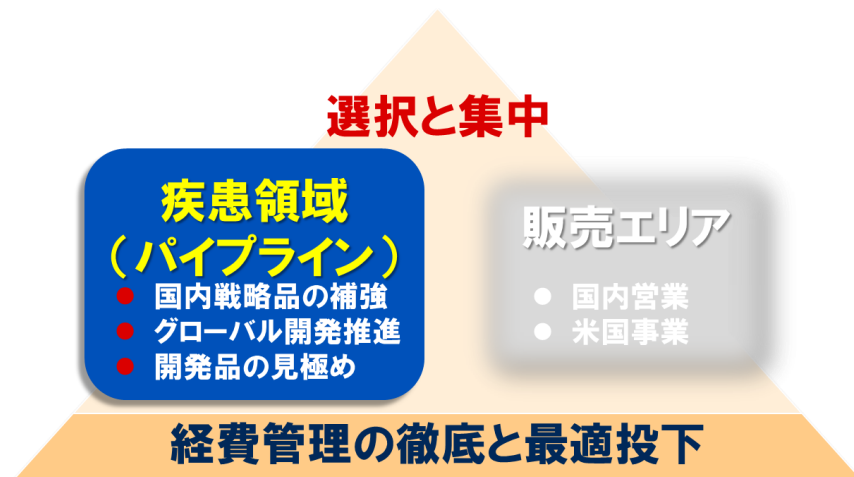 選択と集中
疾患領域
（パイプライン）
● 国内戦略品の補強
● グローバル開発推進
● 開発品の見極め
販売エリア
● 国内営業
● 米国事業
経費管理の徹底と最適投下